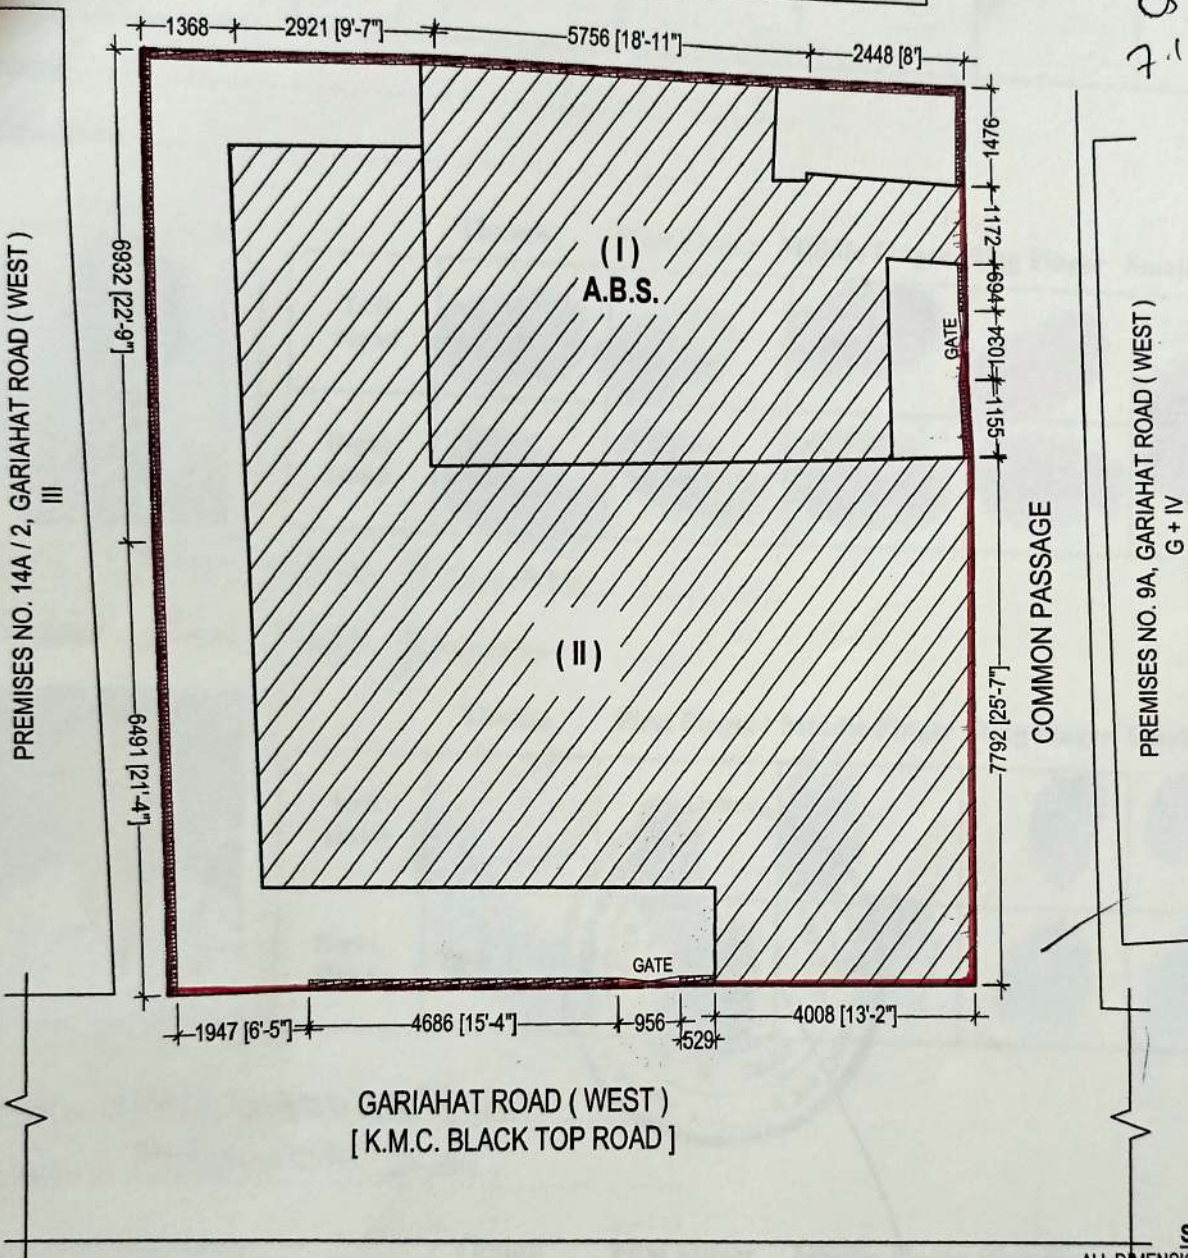 1368
2921 [9'-7"]
5756 [18'-11"]
2448 [8']
1476
1172
694
1034
1155
7792 [25'-7"]
6932 [22'-9"]
6491 [21'-4"]
( I )
A.B.S.
GATE
( II )
PREMISES NO. 14A / 2, GARIAHAT ROAD ( WEST )
III
COMMON PASSAGE
PREMISES NO. 9A, GARIAHAT ROAD ( WEST )
G + IV
GATE
1947 [6'-5"]
4686 [15'-4"]
956
529
4008 [13'-2"]
GARIAHAT ROAD ( WEST )
[ K.M.C. BLACK TOP ROAD ]